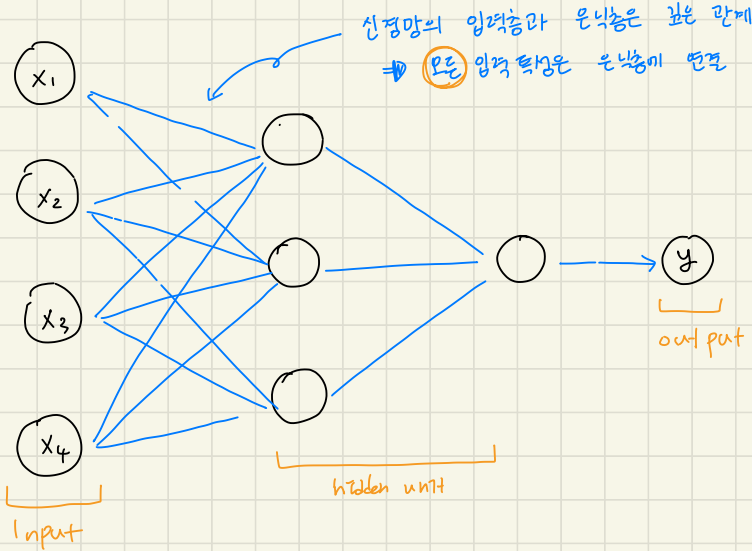 신경망의 입력층과 은닉층은 깊은 관계
⇒ 모든 입력 특성은 은닉층에 연결
x1
x2
x3
x4
y
output
hidden unit
Input